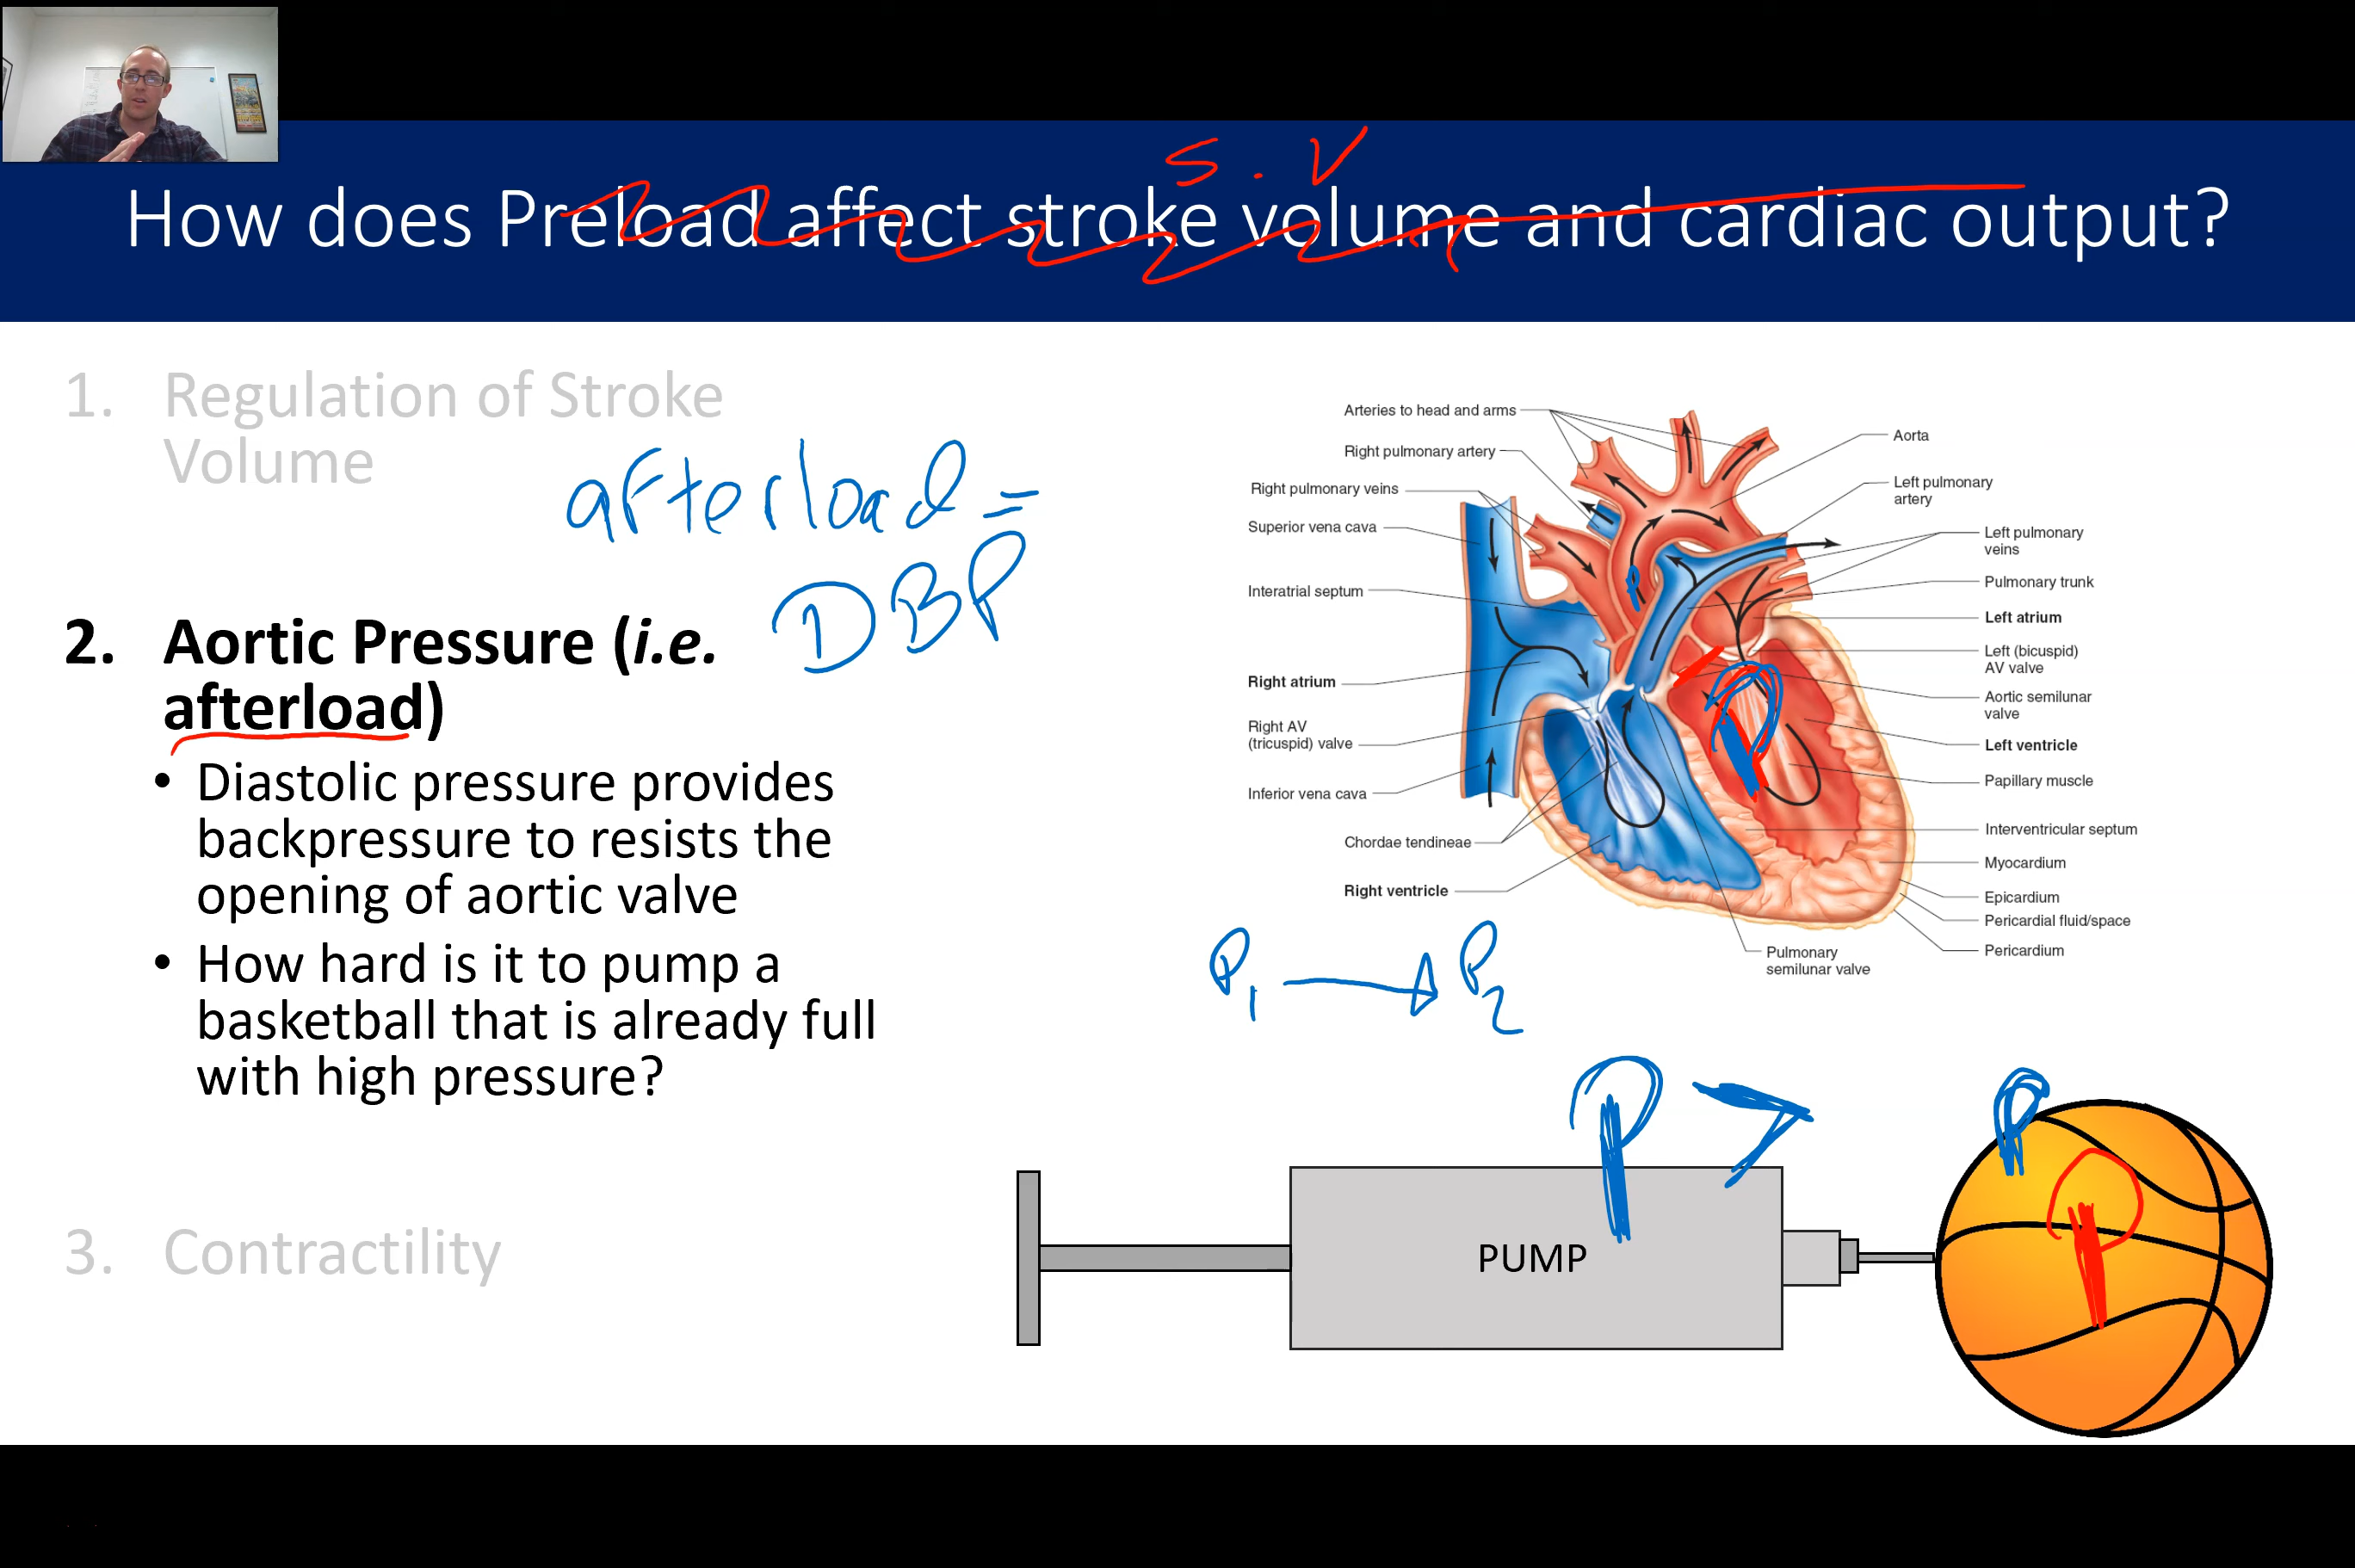 S. V
How does Preload affect stroke volume and cardiac output?
1. Regulation of Stroke
Volume
afterload =
DBP
2. Aortic Pressure (i.e.
afterload)
• Diastolic pressure provides
backpressure to resists the
opening of aortic valve
• How hard is it to pump a
basketball that is already full
with high pressure?
3. Contractility
Arteries to head and arms
Right pulmonary artery
Right pulmonary veins
Superior vena cava
Interatrial septum
Right atrium
Right AV
(tricuspid) valve
Inferior vena cava
Chordae tendineae
Right ventricle
Aorta
Left pulmonary
artery
Left pulmonary
veins
Pulmonary trunk
Left atrium
Left (bicuspid)
AV valve
Aortic semilunar
valve
Left ventricle
Papillary muscle
Interventricular septum
Myocardium
Epicardium
Pericardial fluid/space
Pericardium
Pulmonary
semilunar valve
P
P
P1 → P2
P > P
P
PUMP